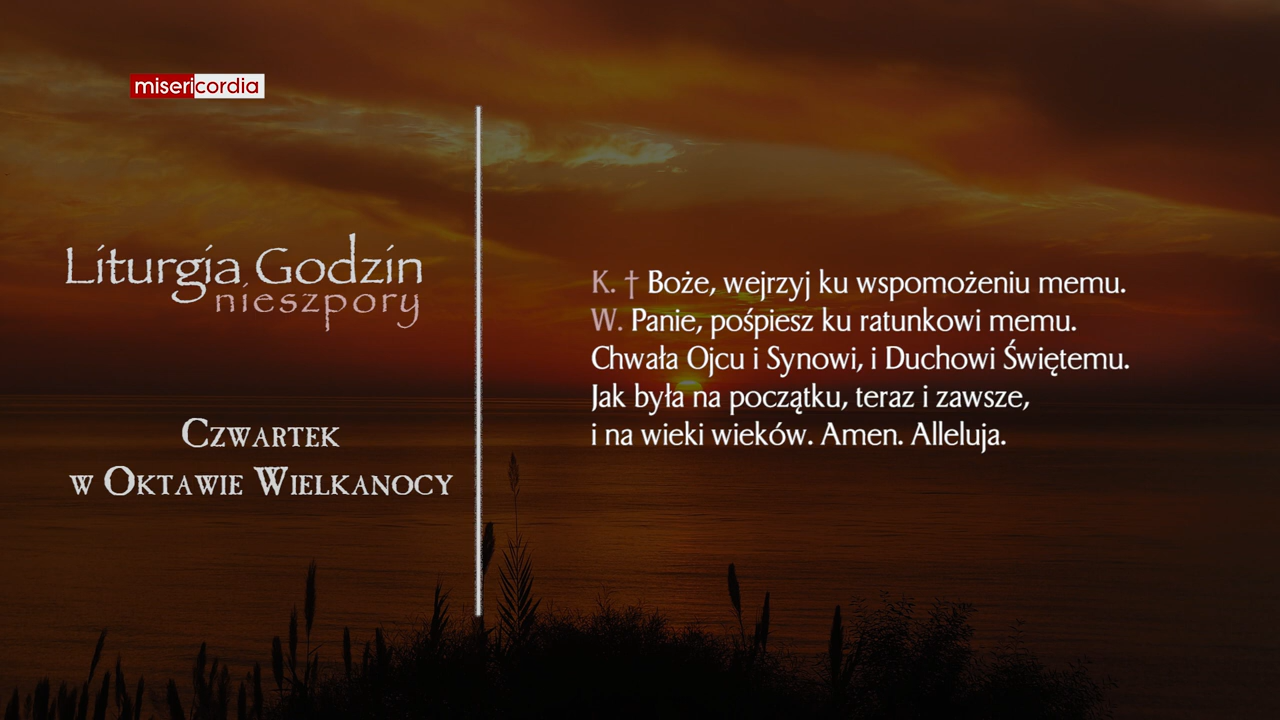 misericordia
Liturgia Godzin
nieszpory
Czwartek
w Oktawie Wielkanocy
K. † Boże, wejrzyj ku wspomożeniu memu.
W. Panie, pośpiesz ku ratunkowi memu.
Chwała Ojcu i Synowi, i Duchowi Świętemu.
Jak była na początku, teraz i zawsze,
i na wieki wieków. Amen. Alleluja.